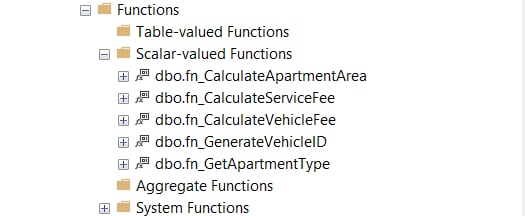 Functions
Table-valued Functions
Scalar-valued Functions
dbo.fn_CalculateApartmentArea
dbo.fn_CalculateServiceFee
dbo.fn_CalculateVehicleFee
dbo.fn_GenerateVehicleID
dbo.fn_GetApartmentType
Aggregate Functions
System Functions